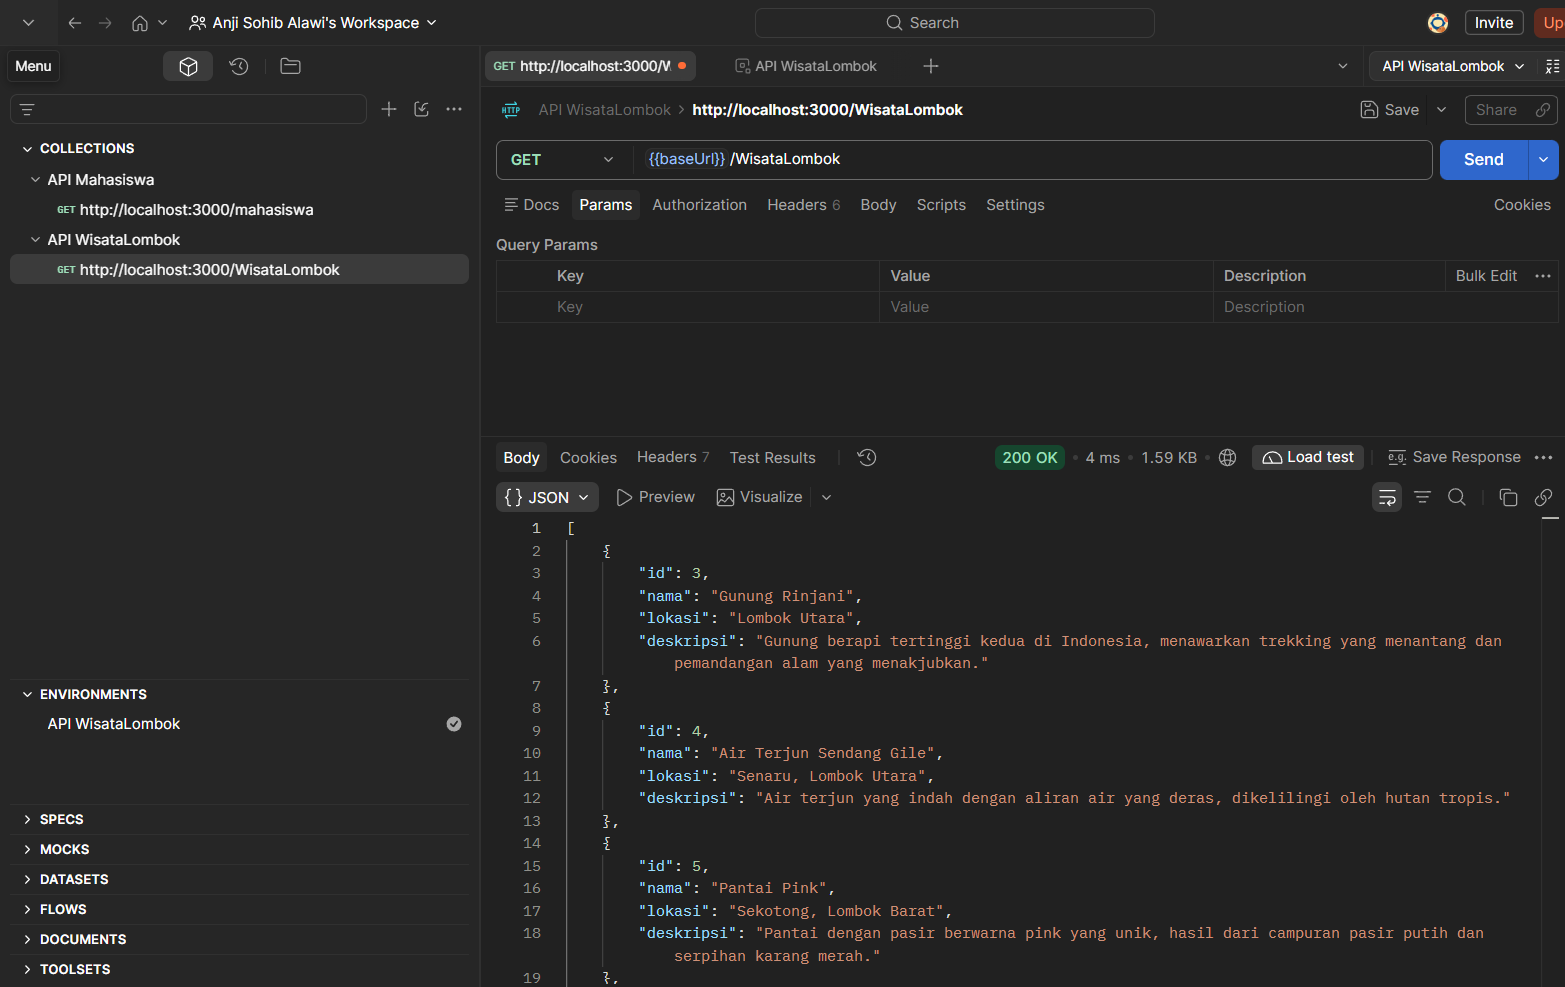 Anji Sohib Alawi's Workspace
Search
Invite
Up
Menu
GET http://localhost:3000/W
API WisataLombok
API WisataLombok
HTTP API WisataLombok > http://localhost:3000/WisataLombok
Save
Share
COLLECTIONS
API Mahasiswa
GET http://localhost:3000/mahasiswa
API WisataLombok
GET http://localhost:3000/WisataLombok
GET
{{baseUrl}} /WisataLombok
Send
Docs
Params
Authorization
Headers 6
Body
Scripts
Settings
Cookies
Query Params
Key
Value
Description
Bulk Edit
Key
Value
Description
Body
Cookies
Headers 7
Test Results
200 OK
4 ms
1.59 KB
Load test
e.g. Save Response
{} JSON
Preview
Visualize
1 [
2 {
3 "id": 3,
4 "nama": "Gunung Rinjani",
5 "lokasi": "Lombok Utara",
6 "deskripsi": "Gunung berapi tertinggi kedua di Indonesia, menawarkan trekking yang menantang dan
pemandangan alam yang menakjubkan."
7 },
8 {
9 "id": 4,
10 "nama": "Air Terjun Sendang Gile",
11 "lokasi": "Senaru, Lombok Utara",
12 "deskripsi": "Air terjun yang indah dengan aliran air yang deras, dikelilingi oleh hutan tropis."
13 },
14 {
15 "id": 5,
16 "nama": "Pantai Pink",
17 "lokasi": "Sekotong, Lombok Barat",
18 "deskripsi": "Pantai dengan pasir berwarna pink yang unik, hasil dari campuran pasir putih dan
serpihan karang merah."
19 },
ENVIRONMENTS
API WisataLombok
SPECS
MOCKS
DATASETS
FLOWS
DOCUMENTS
TOOLSETS